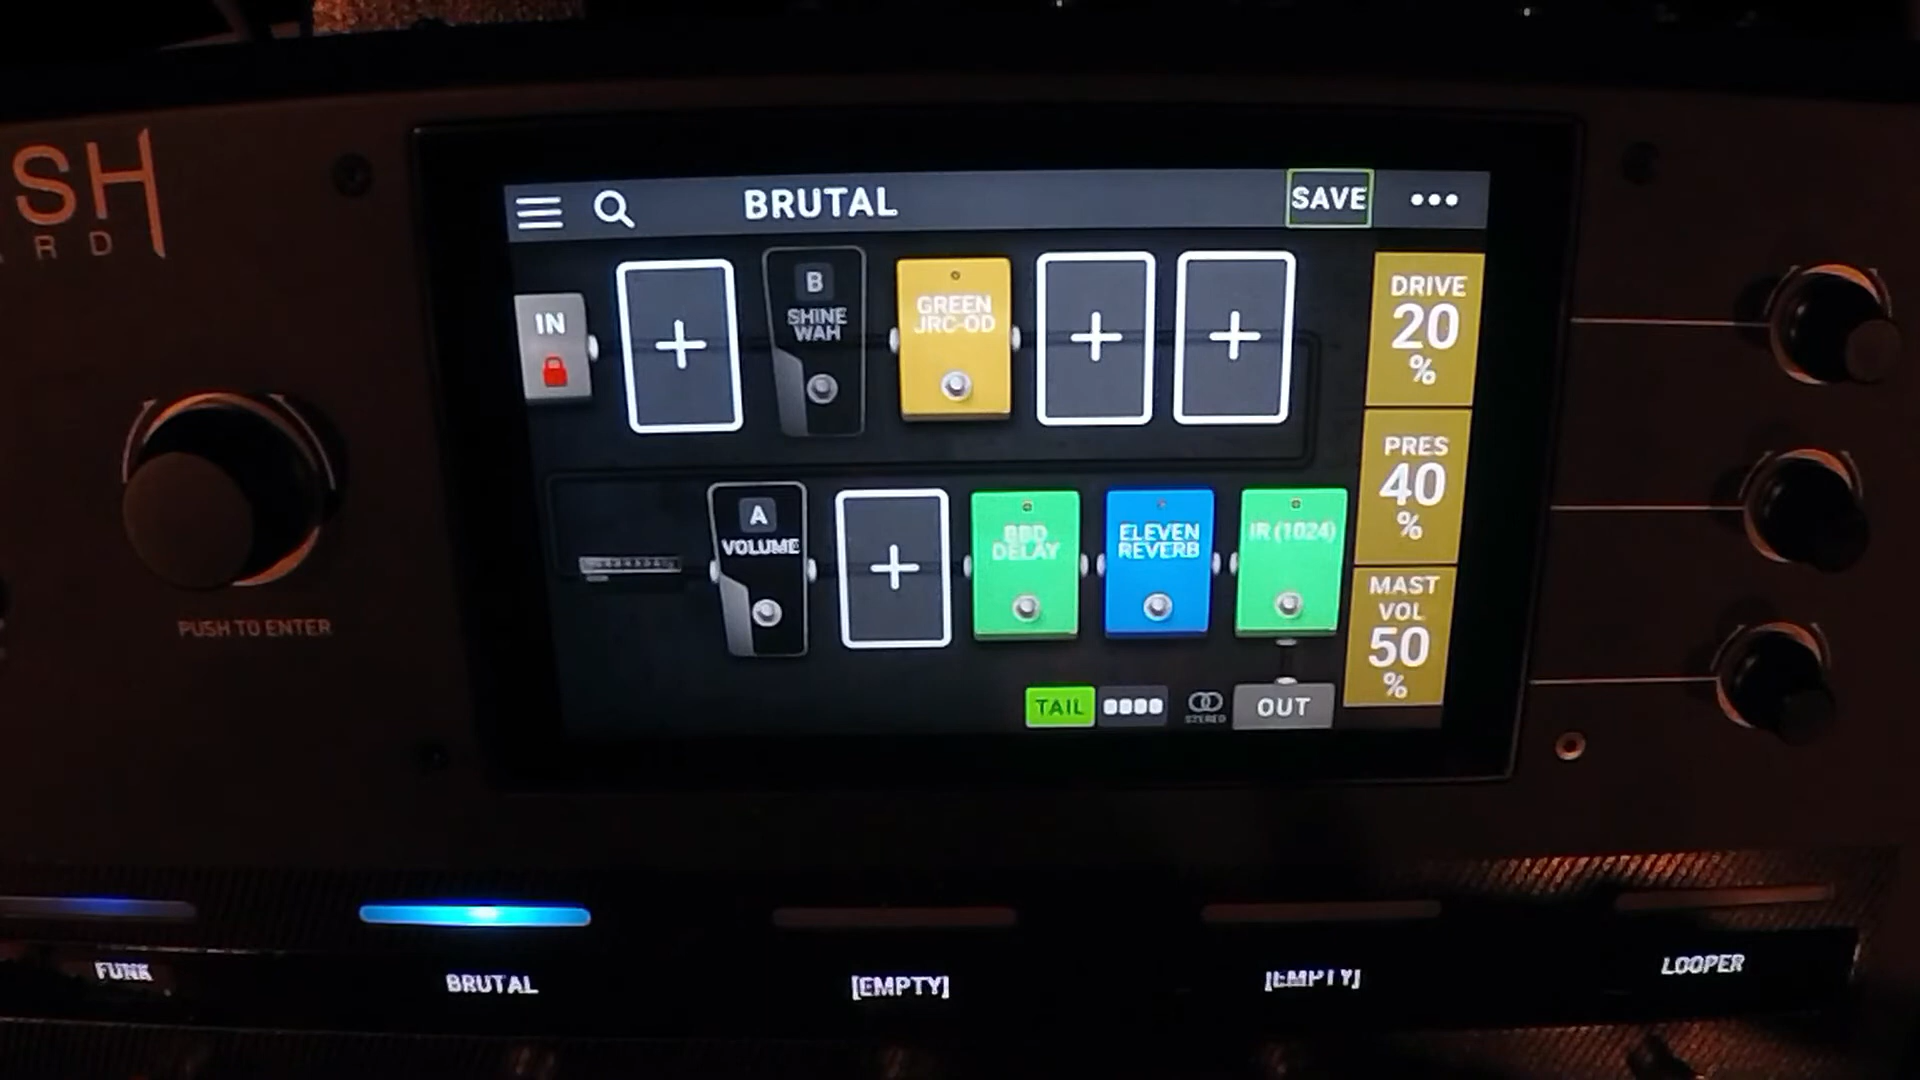 SH
RD
BRUTAL
SAVE
IN
B
SHINE
WAH
GREEN
JRC-OD
DRIVE
20
%
PRES
40
%
MAST
VOL
50
%
A
VOLUME
BBD
DELAY
ELEVEN
REVERB
IR (1024)
TAIL
STEREO
OUT
PUSH TO ENTER
FUNK
BRUTAL
[EMPTY]
[EMPTY]
LOOPER